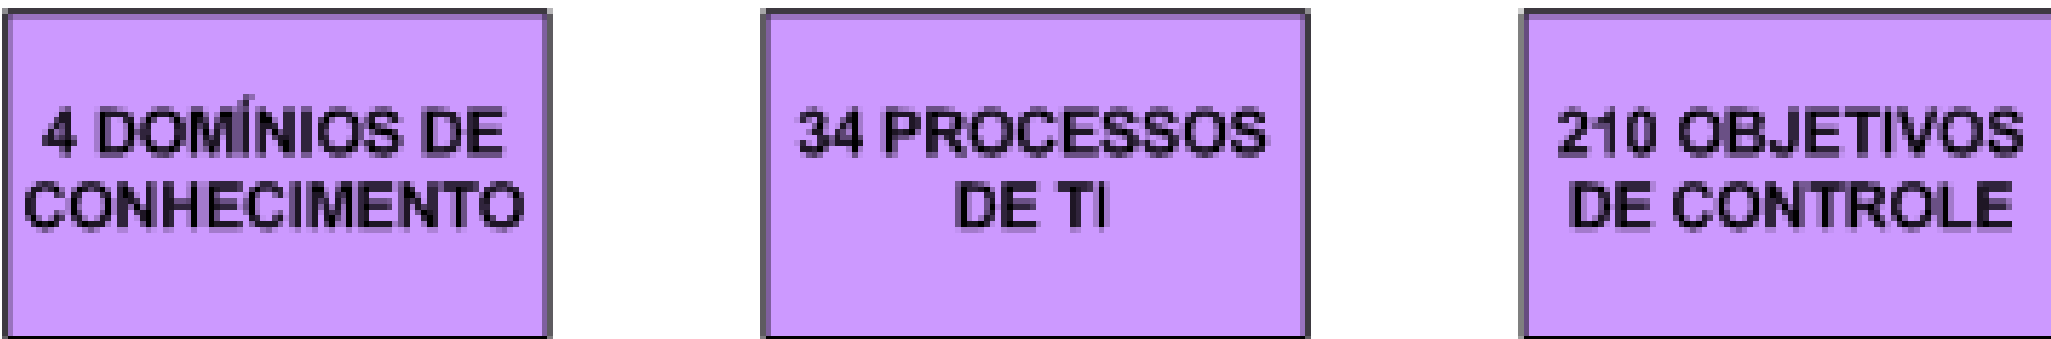 4 DOMÍNIOS DE
CONHECIMENTO
34 PROCESSOS
DE TI
210 OBJETIVOS
DE CONTROLE